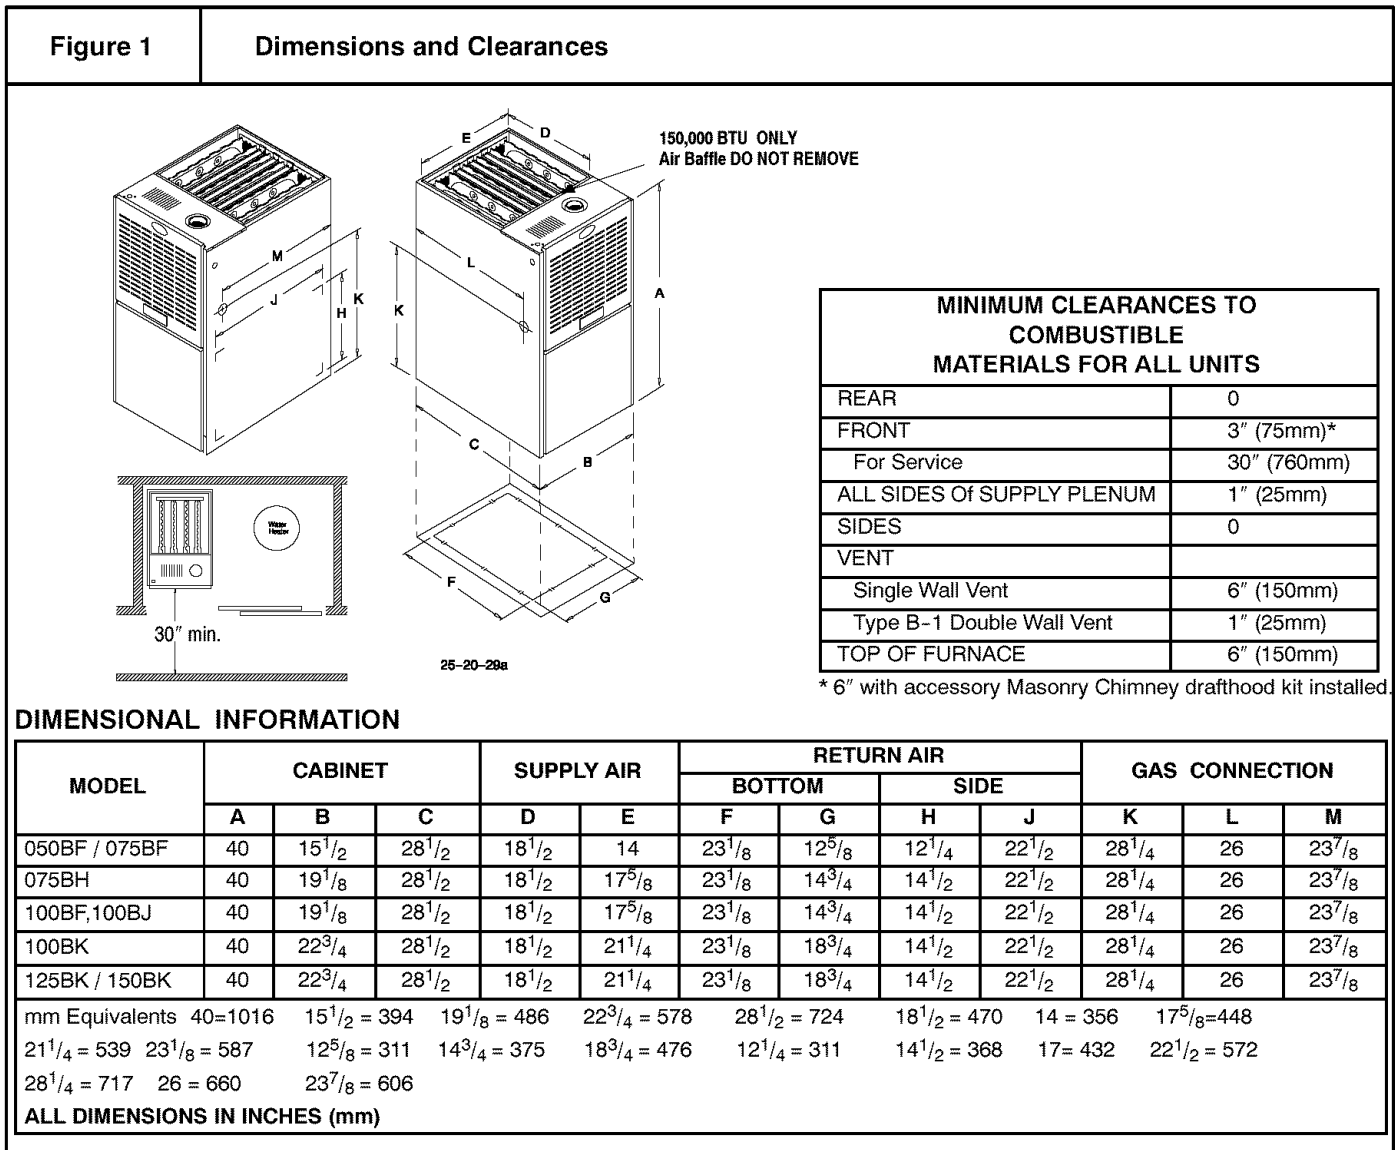 Figure 1
Dimensions and Clearances
E
D
150,000 BTU ONLY
Air Baffle DO NOT REMOVE
M
J
H
K
L
K
A
C
B
F
G
Water
Heater
30″ min.
25-20-29a
MINIMUM CLEARANCES TO
COMBUSTIBLE
MATERIALS FOR ALL UNITS
REAR 0
FRONT 3″ (75mm)*
For Service 30″ (760mm)
ALL SIDES Of SUPPLY PLENUM 1″ (25mm)
SIDES 0
VENT
Single Wall Vent 6″ (150mm)
Type B-1 Double Wall Vent 1″ (25mm)
TOP OF FURNACE 6″ (150mm)
* 6″ with accessory Masonry Chimney drafthood kit installed.
DIMENSIONAL INFORMATION
MODEL CABINET SUPPLY AIR RETURN AIR GAS CONNECTION
BOTTOM SIDE
A B C D E F G H J K L M
050BF / 075BF 40 15 1/2 28 1/2 18 1/2 14 23 1/8 12 5/8 12 1/4 22 1/2 28 1/4 26 23 7/8
075BH 40 19 1/8 28 1/2 18 1/2 17 5/8 23 1/8 14 3/4 14 1/2 22 1/2 28 1/4 26 23 7/8
100BF,100BJ 40 19 1/8 28 1/2 18 1/2 17 5/8 23 1/8 14 3/4 14 1/2 22 1/2 28 1/4 26 23 7/8
100BK 40 22 3/4 28 1/2 18 1/2 21 1/4 23 1/8 18 3/4 14 1/2 22 1/2 28 1/4 26 23 7/8
125BK / 150BK 40 22 3/4 28 1/2 18 1/2 21 1/4 23 1/8 18 3/4 14 1/2 22 1/2 28 1/4 26 23 7/8
mm Equivalents 40=1016 15 1/2 = 394 19 1/8 = 486 22 3/4 = 578 28 1/2 = 724 18 1/2 = 470 14 = 356 17 5/8=448
21 1/4 = 539 23 1/8 = 587 12 5/8 = 311 14 3/4 = 375 18 3/4 = 476 12 1/4 = 311 14 1/2 = 368 17= 432 22 1/2 = 572
28 1/4 = 717 26 = 660 23 7/8 = 606
ALL DIMENSIONS IN INCHES (mm)